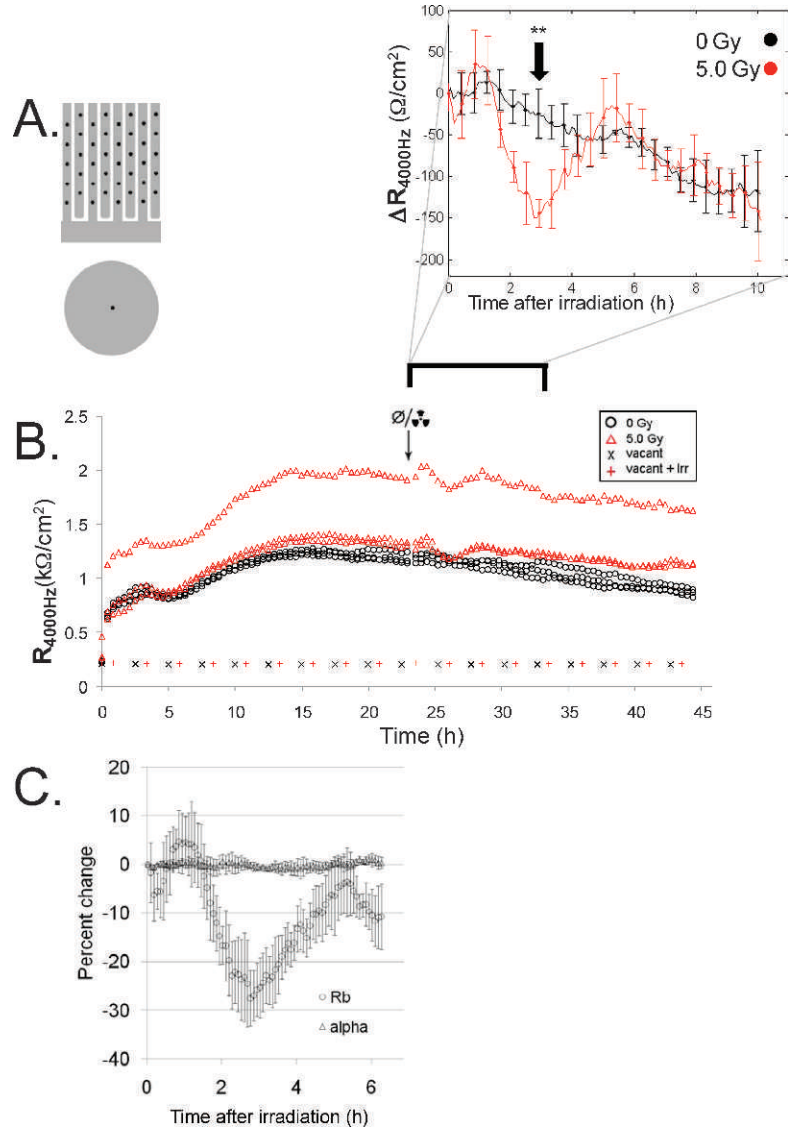 A.
**
0 Gy
5.0 Gy
ΔR4000Hz (Ω/cm²)
100
50
0
-50
-100
-150
-200
0 2 4 6 8 10
Time after irradiation (h)
B.
Ø/☢
0 Gy
5.0 Gy
vacant
vacant + Irr
R4000Hz(kΩ/cm²)
2.5
2
1.5
1
0.5
0
0 5 10 15 20 25 30 35 40 45
Time (h)
C.
Percent change
20
10
0
-10
-20
-30
-40
Rb
alpha
0 2 4 6
Time after irradiation (h)